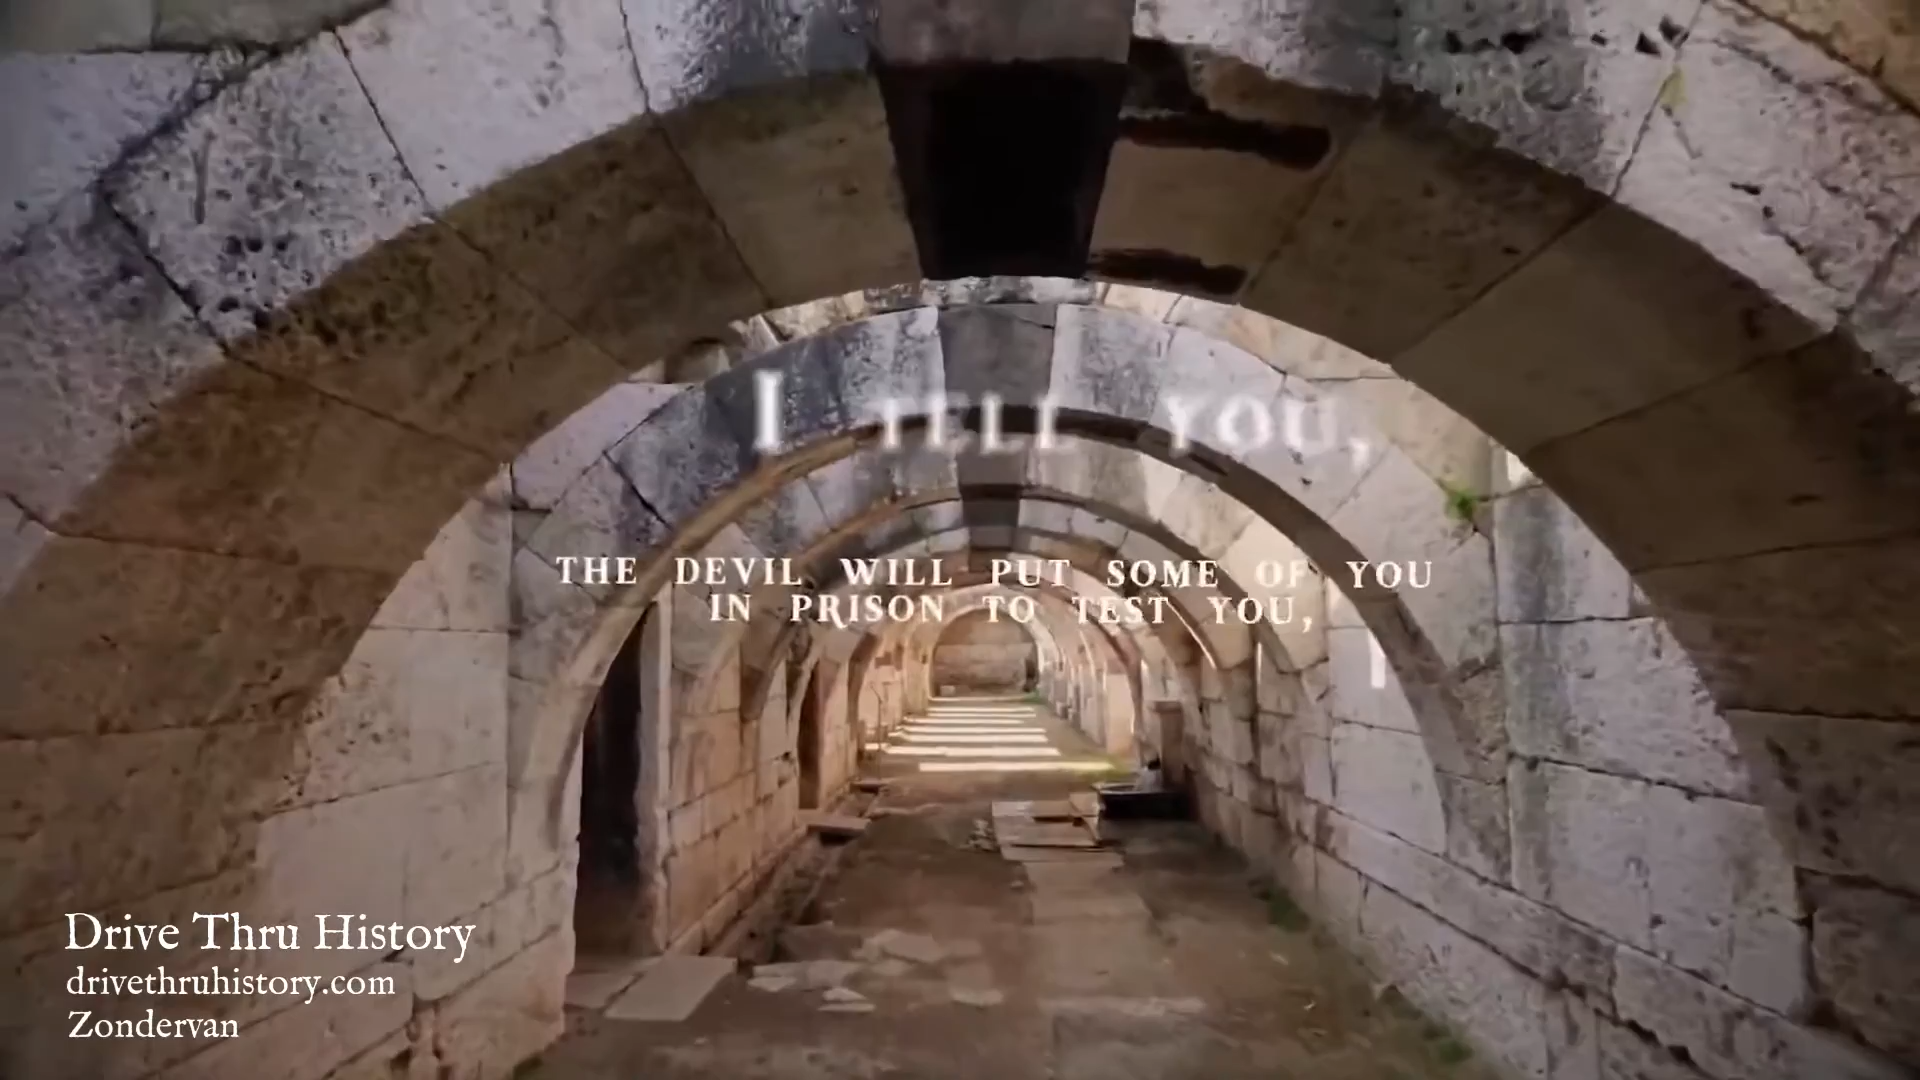 I TELL YOU,
THE DEVIL WILL PUT SOME OF YOU
IN PRISON TO TEST YOU,
Drive Thru History
drivethruhistory.com
Zondervan